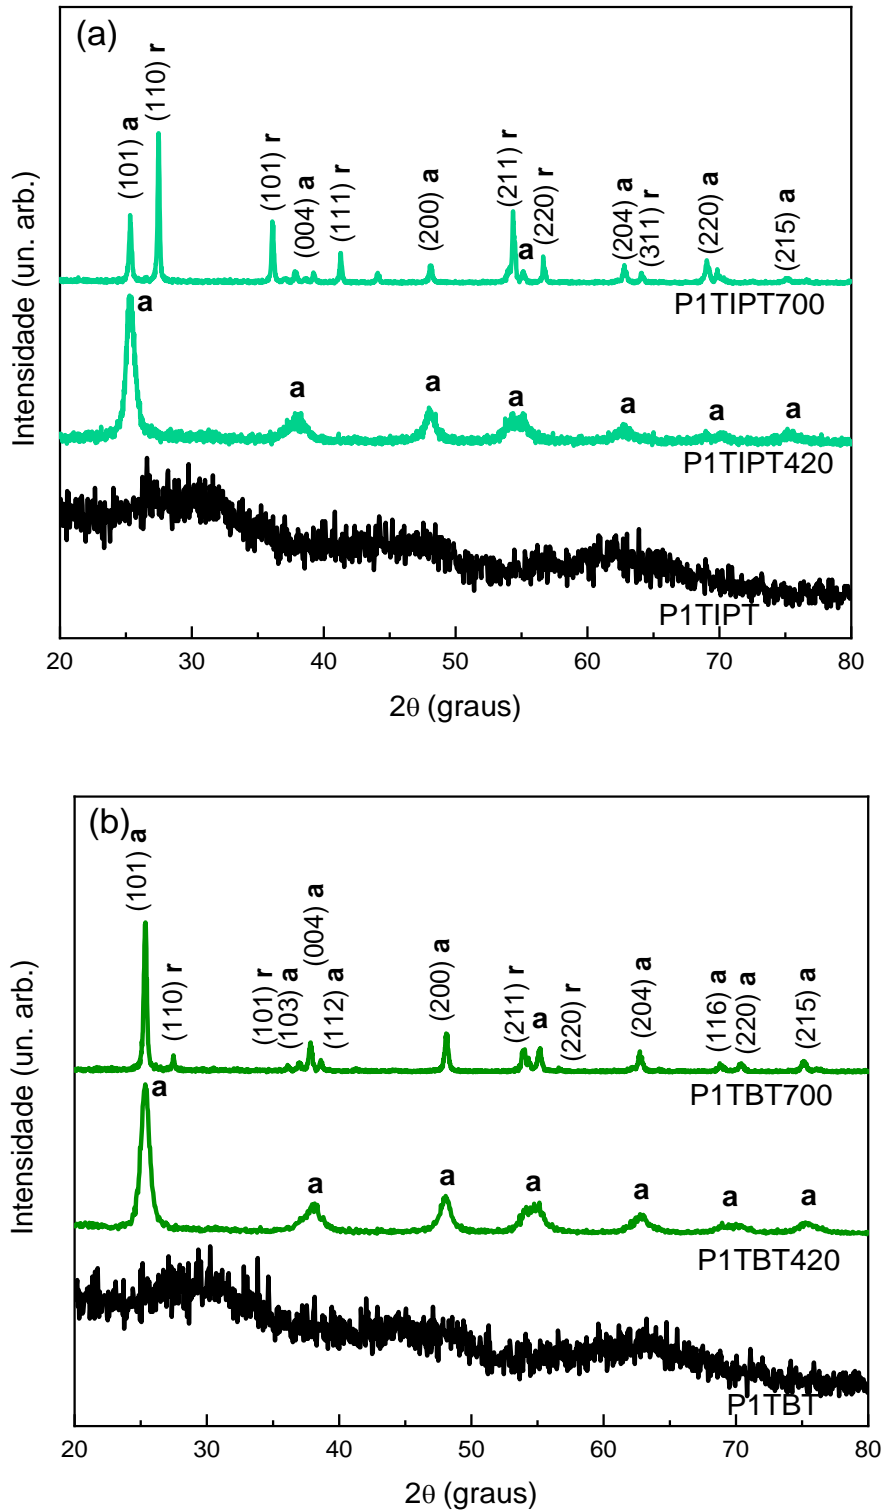 (a)
(101) a
(110) r
(101) r
(004) a
(111) r
(200) a
(211) r
a
(220) r
(204) a
(311) r
(220) a
(215) a
P1TIPT700
a
a
a
a
a
a
a
P1TIPT420
P1TIPT
Intensidade (un. arb.)
20 30 40 50 60 70 80
2θ (graus)
(b)
(101) a
(110) r
(101) r
(103) a
(004) a
(112) a
(200) a
(211) r
a
(220) r
(204) a
(116) a
(220) a
(215) a
P1TBT700
a
a
a
a
a
a
a
P1TBT420
P1TBT
Intensidade (un. arb.)
20 30 40 50 60 70 80
2θ (graus)